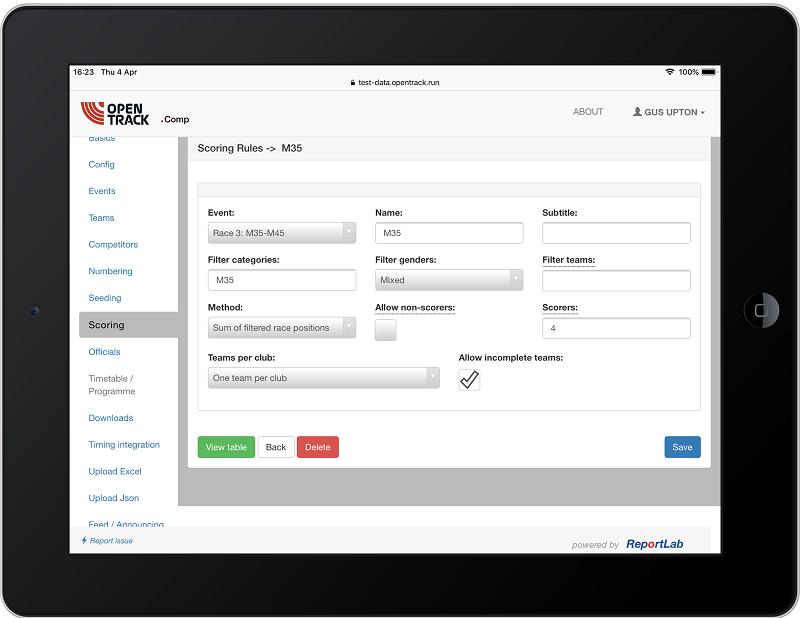 16:23 Thu 4 Apr
100%
test-data.opentrack.run
OPEN
TRACK .Comp
ABOUT
GUS UPTON
Basics
Config
Events
Teams
Competitors
Numbering
Seeding
Scoring
Officials
Timetable /
Programme
Downloads
Timing integration
Upload Excel
Upload Json
Feed / Announcing
Scoring Rules -> M35
Event: Name: Subtitle:
Race 3: M35-M45 M35
Filter categories: Filter genders: Filter teams:
M35 Mixed
Method: Allow non-scorers: Scorers:
Sum of filtered race positions 4
Teams per club: Allow incomplete teams:
One team per club
View table Back Delete Save
Report issue
powered by ReportLab